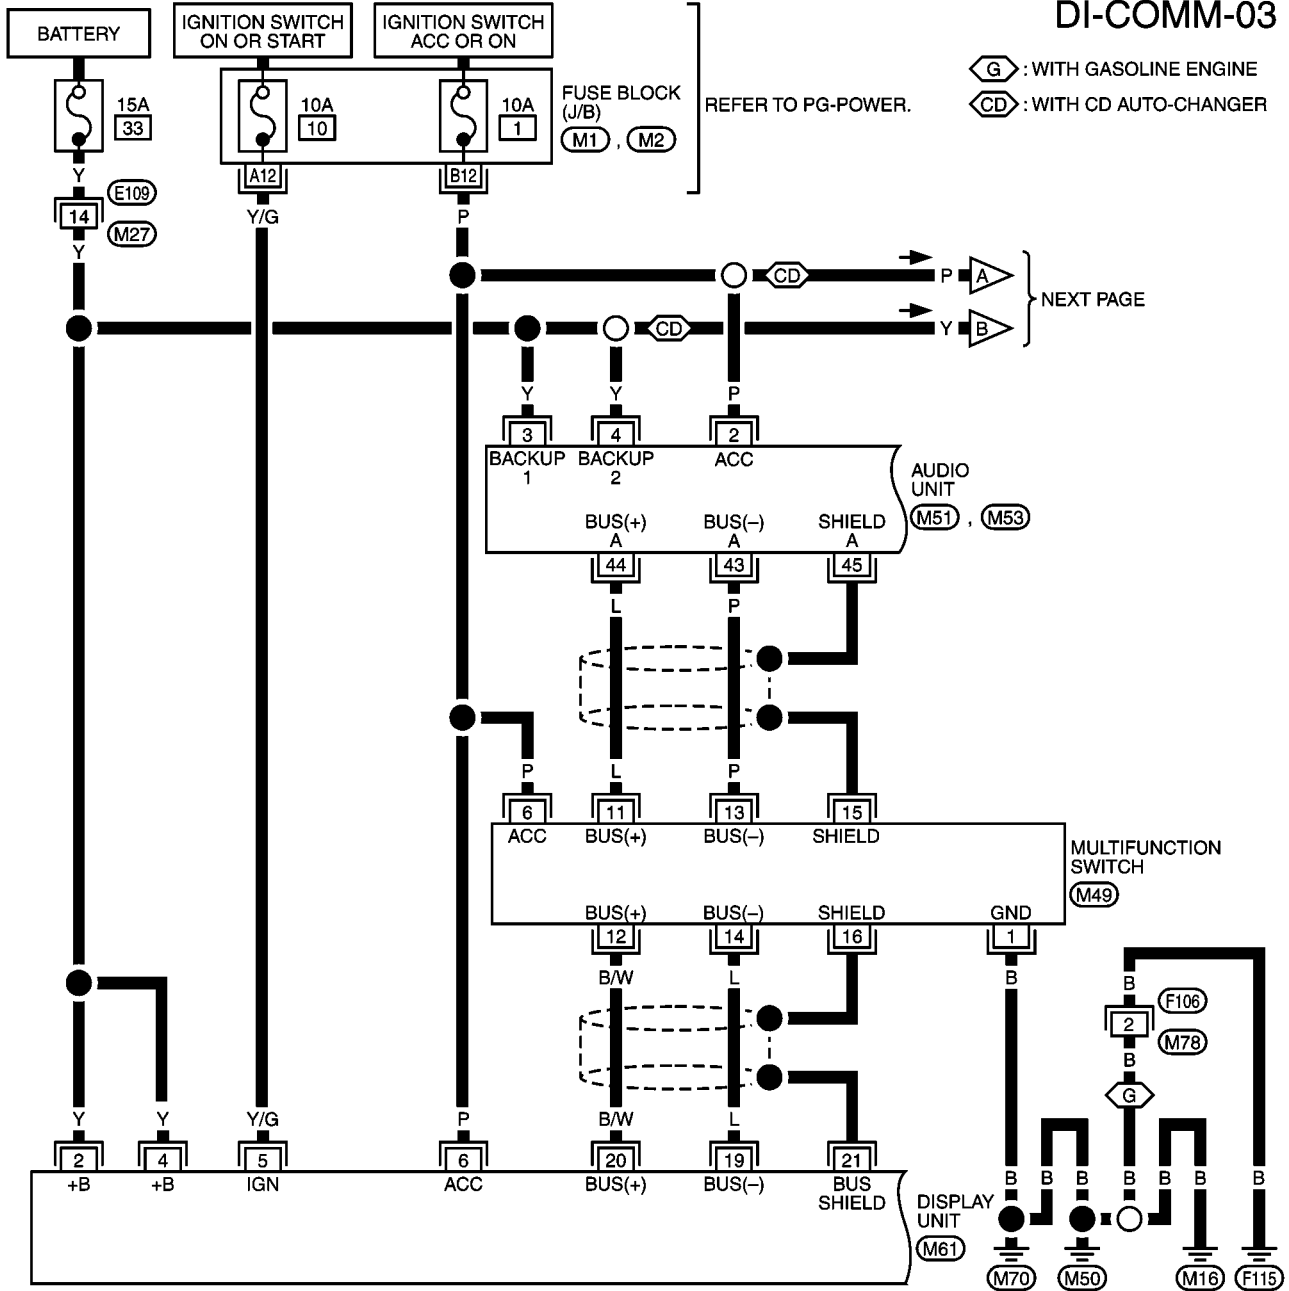 DI-COMM-03
BATTERY
IGNITION SWITCH
ON OR START
IGNITION SWITCH
ACC OR ON
G : WITH GASOLINE ENGINE
CD : WITH CD AUTO-CHANGER
15A
33
10A
10
10A
1
FUSE BLOCK
(J/B)
M1 , M2
REFER TO PG-POWER.
Y
A12
B12
E109
14
M27
Y/G
P
Y
CD
P
A
NEXT PAGE
CD
Y
B
Y
Y
P
3
4
2
BACKUP
1
BACKUP
2
ACC
AUDIO
UNIT
M51 , M53
BUS(+)
A
BUS(–)
A
SHIELD
A
44
43
45
L
P
P
L
P
6
11
13
15
ACC
BUS(+)
BUS(–)
SHIELD
MULTIFUNCTION
SWITCH
M49
BUS(+)
BUS(–)
SHIELD
GND
12
14
16
1
B/W
L
B
B
F106
2
M78
B
G
Y
Y
Y/G
P
B/W
L
2
4
5
6
20
19
21
+B
+B
IGN
ACC
BUS(+)
BUS(–)
BUS
SHIELD
DISPLAY
UNIT
M61
B
B
B
B
B
B
B
M70
M50
M16
F115